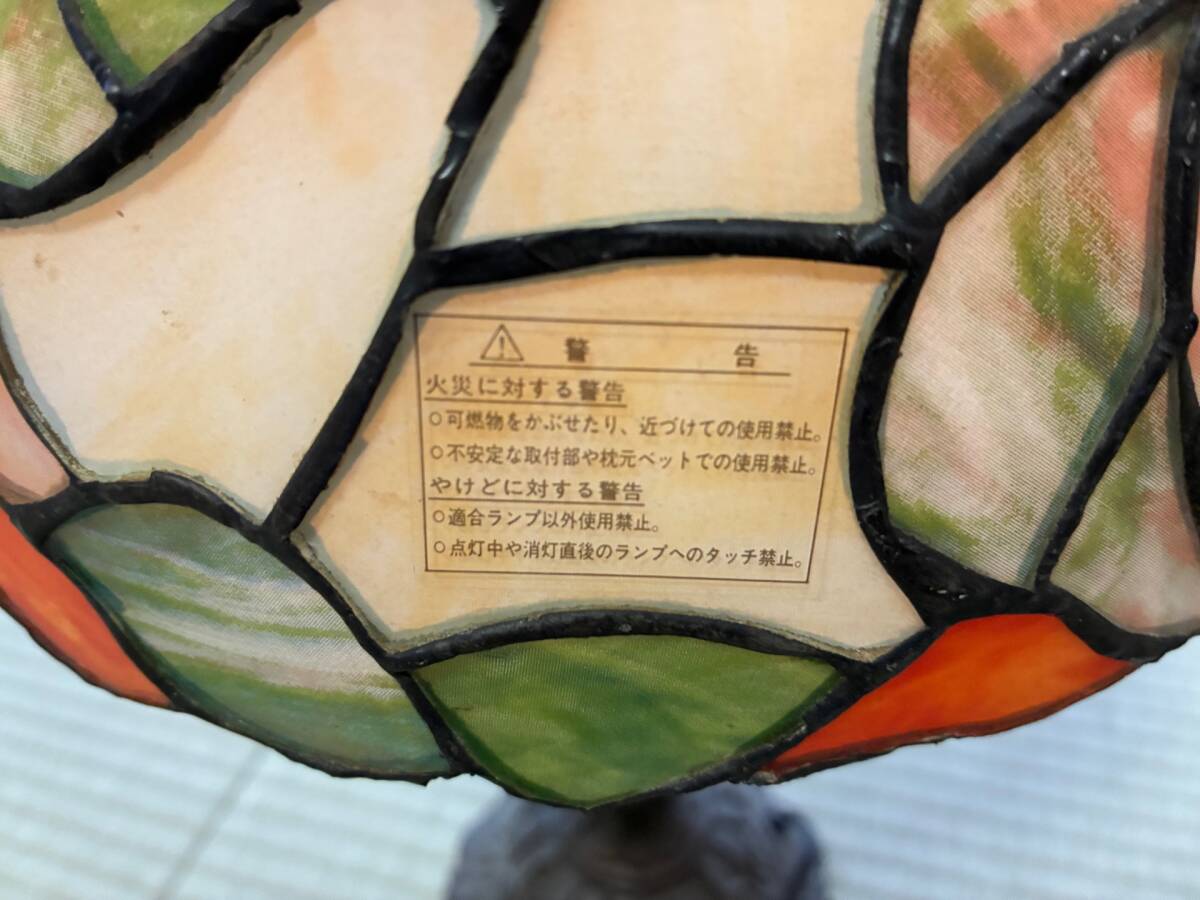 警 告
火災に対する警告
○可燃物をかぶせたり、近づけての使用禁止。
○不安定な取付部や枕元ベットでの使用禁止。
やけどに対する警告
○適合ランプ以外使用禁止。
○点灯中や消灯直後のランプへのタッチ禁止。